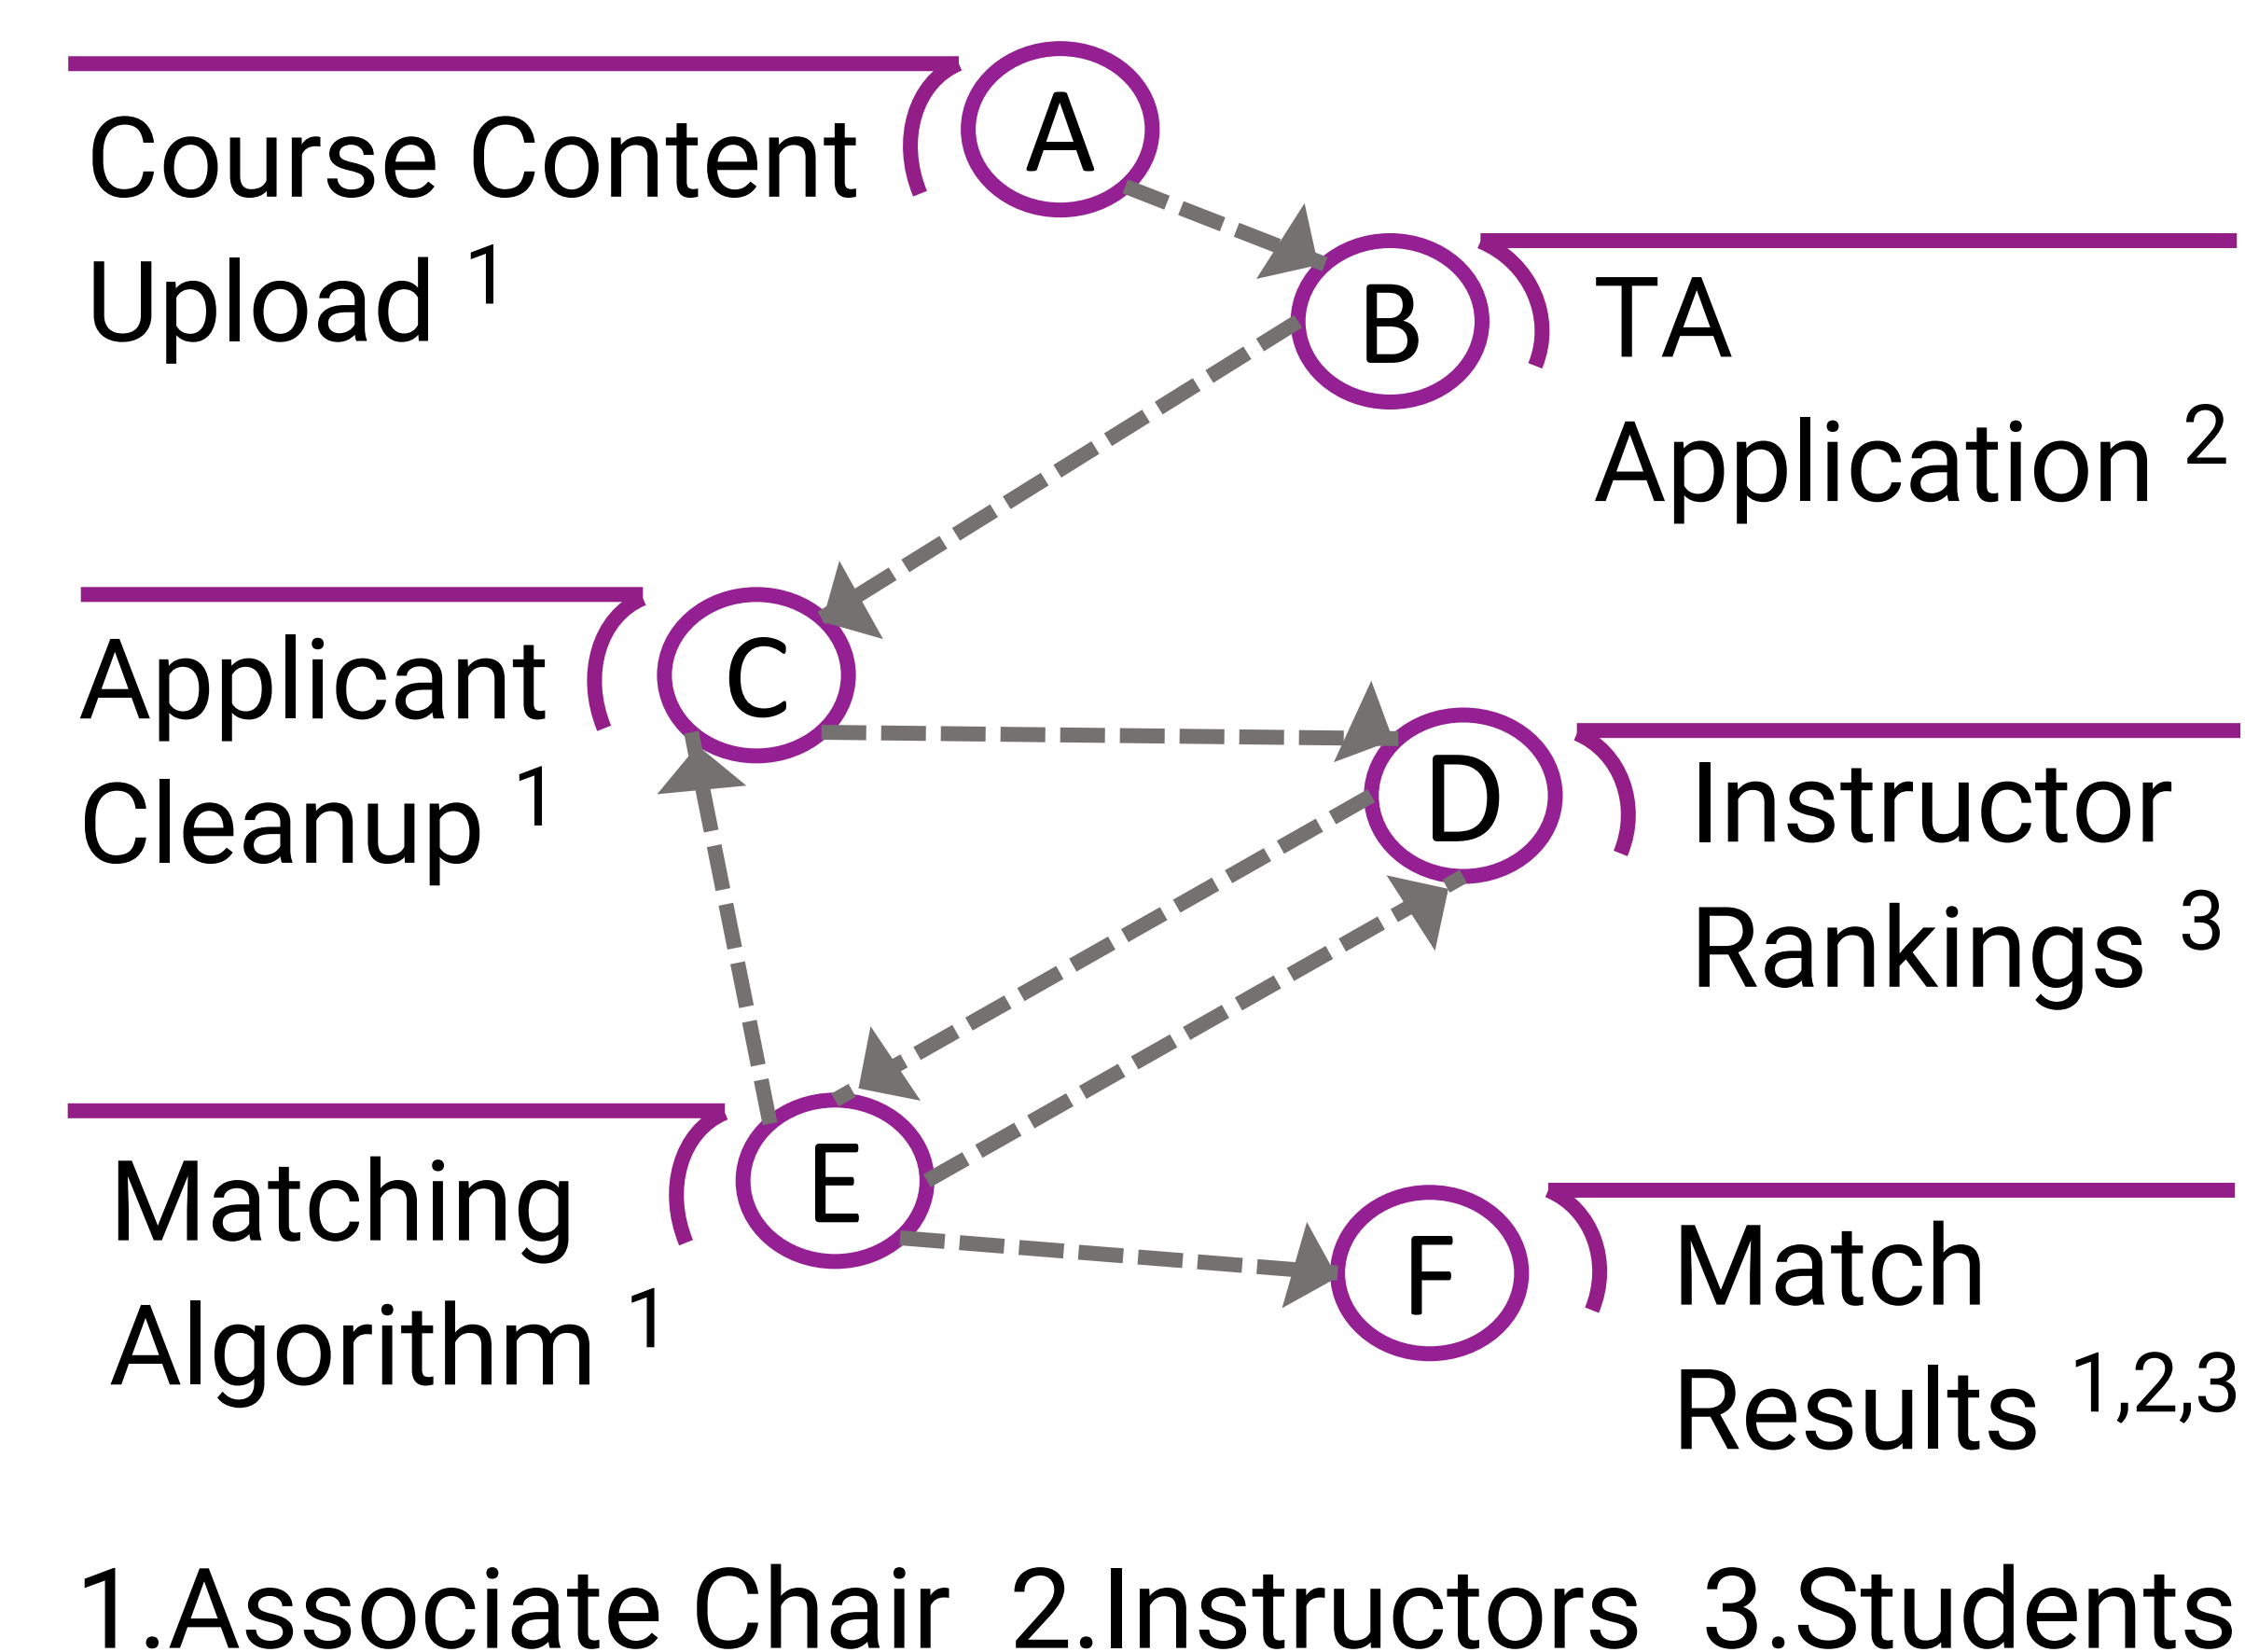 A
Course Content
Upload 1
B
TA
Application 2
C
Applicant
Cleanup 1
D
Instructor
Rankings 3
E
Matching
Algorithm 1
F
Match
Results 1,2,3
1.Associate Chair 2.Instructors 3.Students